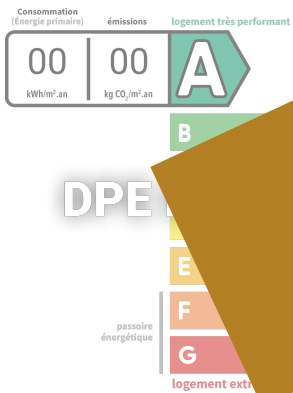 Consommation
(Énergie primaire)
émissions
logement très performant
00
00
A
kWh/m².an
kg CO₂/m².an
B
DPE
E
F
passoire
énergétique
G
logement